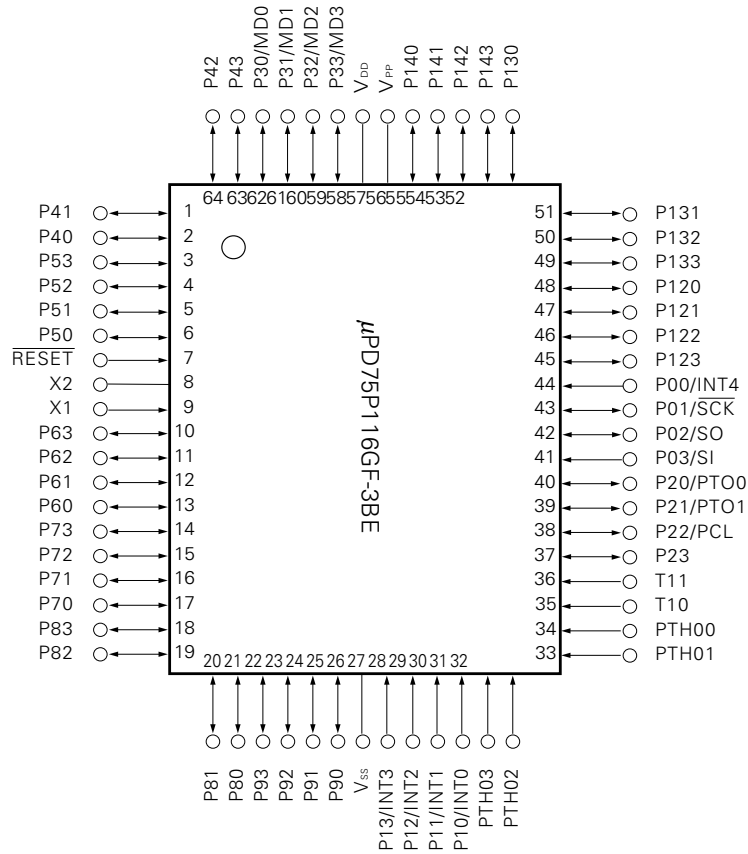 P42
P43
P30/MD0
P31/MD1
P32/MD2
P33/MD3
VDD
VPP
P140
P141
P142
P143
P130
64 63 62 61 60 59 58 57 56 55 54 53 52
P41 1
P40 2
P53 3
P52 4
P51 5
P50 6
RESET 7
X2 8
X1 9
P63 10
P62 11
P61 12
P60 13
P73 14
P72 15
P71 16
P70 17
P83 18
P82 19
μPD75P116GF-3BE
51 P131
50 P132
49 P133
48 P120
47 P121
46 P122
45 P123
44 P00/INT4
43 P01/SCK
42 P02/SO
41 P03/SI
40 P20/PTO0
39 P21/PTO1
38 P22/PCL
37 P23
36 T11
35 T10
34 PTH00
33 PTH01
20 21 22 23 24 25 26 27 28 29 30 31 32
P81
P80
P93
P92
P91
P90
Vss
P13/INT3
P12/INT2
P11/INT1
P10/INT0
PTH03
PTH02